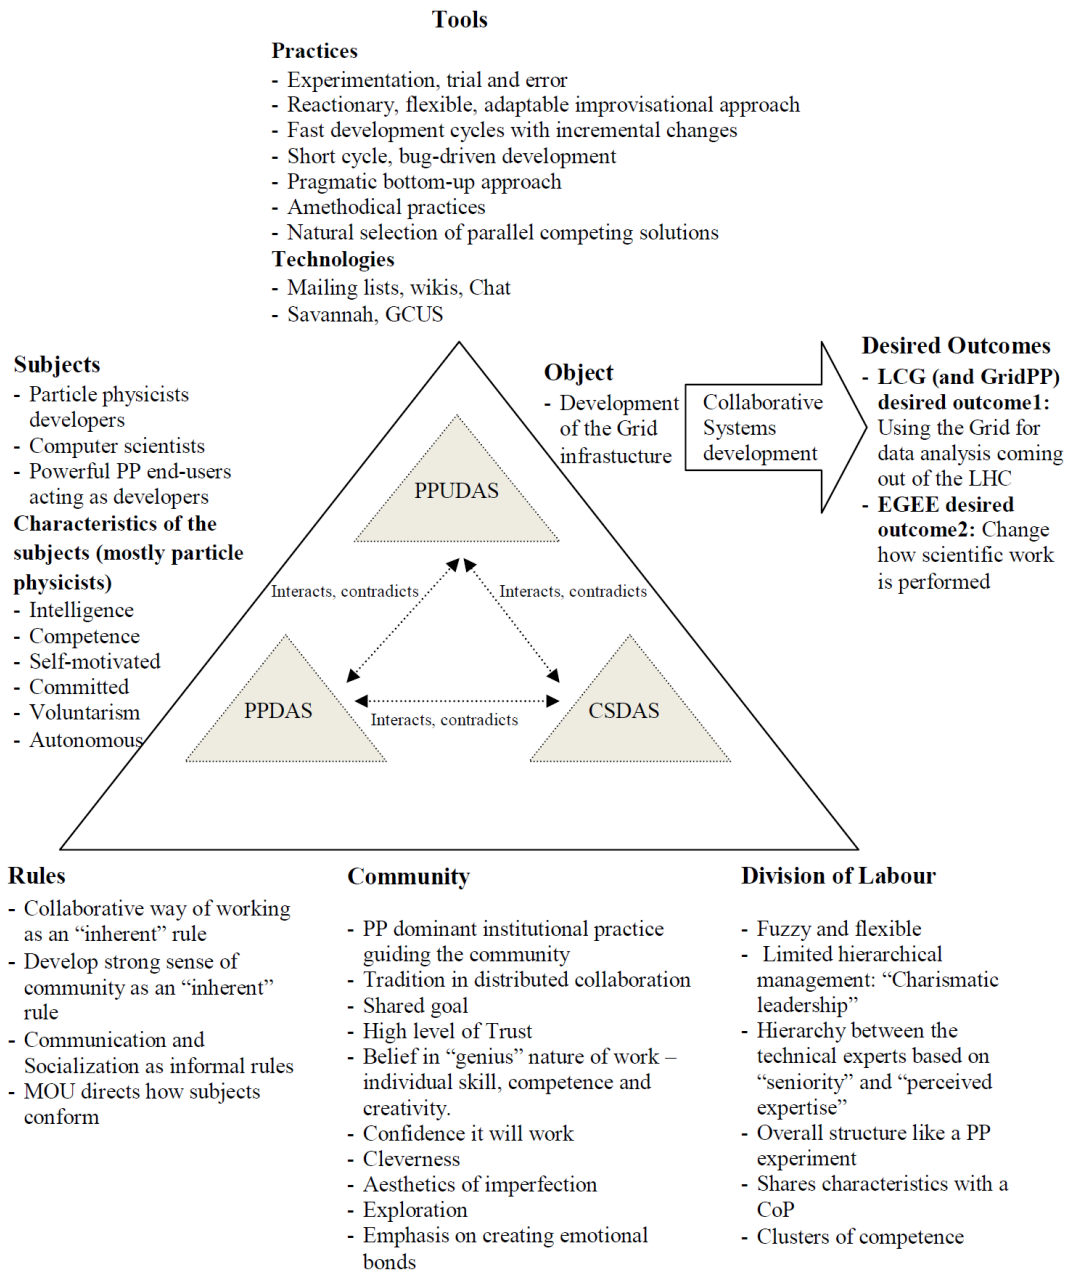 Tools
Practices
- Experimentation, trial and error
- Reactionary, flexible, adaptable improvisational approach
- Fast development cycles with incremental changes
- Short cycle, bug-driven development
- Pragmatic bottom-up approach
- Amethodical practices
- Natural selection of parallel competing solutions
Technologies
- Mailing lists, wikis, Chat
- Savannah, GCUS
Subjects
- Particle physicists
developers
- Computer scientists
- Powerful PP end-users
acting as developers
Characteristics of the
subjects (mostly particle
physicists)
- Intelligence
- Competence
- Self-motivated
- Committed
- Voluntarism
- Autonomous
Object
- Development
of the Grid
infrastucture
Collaborative
Systems
development
Desired Outcomes
- LCG (and GridPP)
desired outcome1:
Using the Grid for
data analysis coming
out of the LHC
- EGEE desired
outcome2: Change
how scientific work
is performed
PPUDAS
Interacts, contradicts
Interacts, contradicts
PPDAS
CSDAS
Interacts, contradicts
Rules
- Collaborative way of working
as an “inherent” rule
- Develop strong sense of
community as an “inherent”
rule
- Communication and
Socialization as informal rules
- MOU directs how subjects
conform
Community
- PP dominant institutional practice
guiding the community
- Tradition in distributed collaboration
- Shared goal
- High level of Trust
- Belief in “genius” nature of work –
individual skill, competence and
creativity.
- Confidence it will work
- Cleverness
- Aesthetics of imperfection
- Exploration
- Emphasis on creating emotional
bonds
Division of Labour
- Fuzzy and flexible
- Limited hierarchical
management: “Charismatic
leadership”
- Hierarchy between the
technical experts based on
“seniority” and “perceived
expertise”
- Overall structure like a PP
experiment
- Shares characteristics with a
CoP
- Clusters of competence